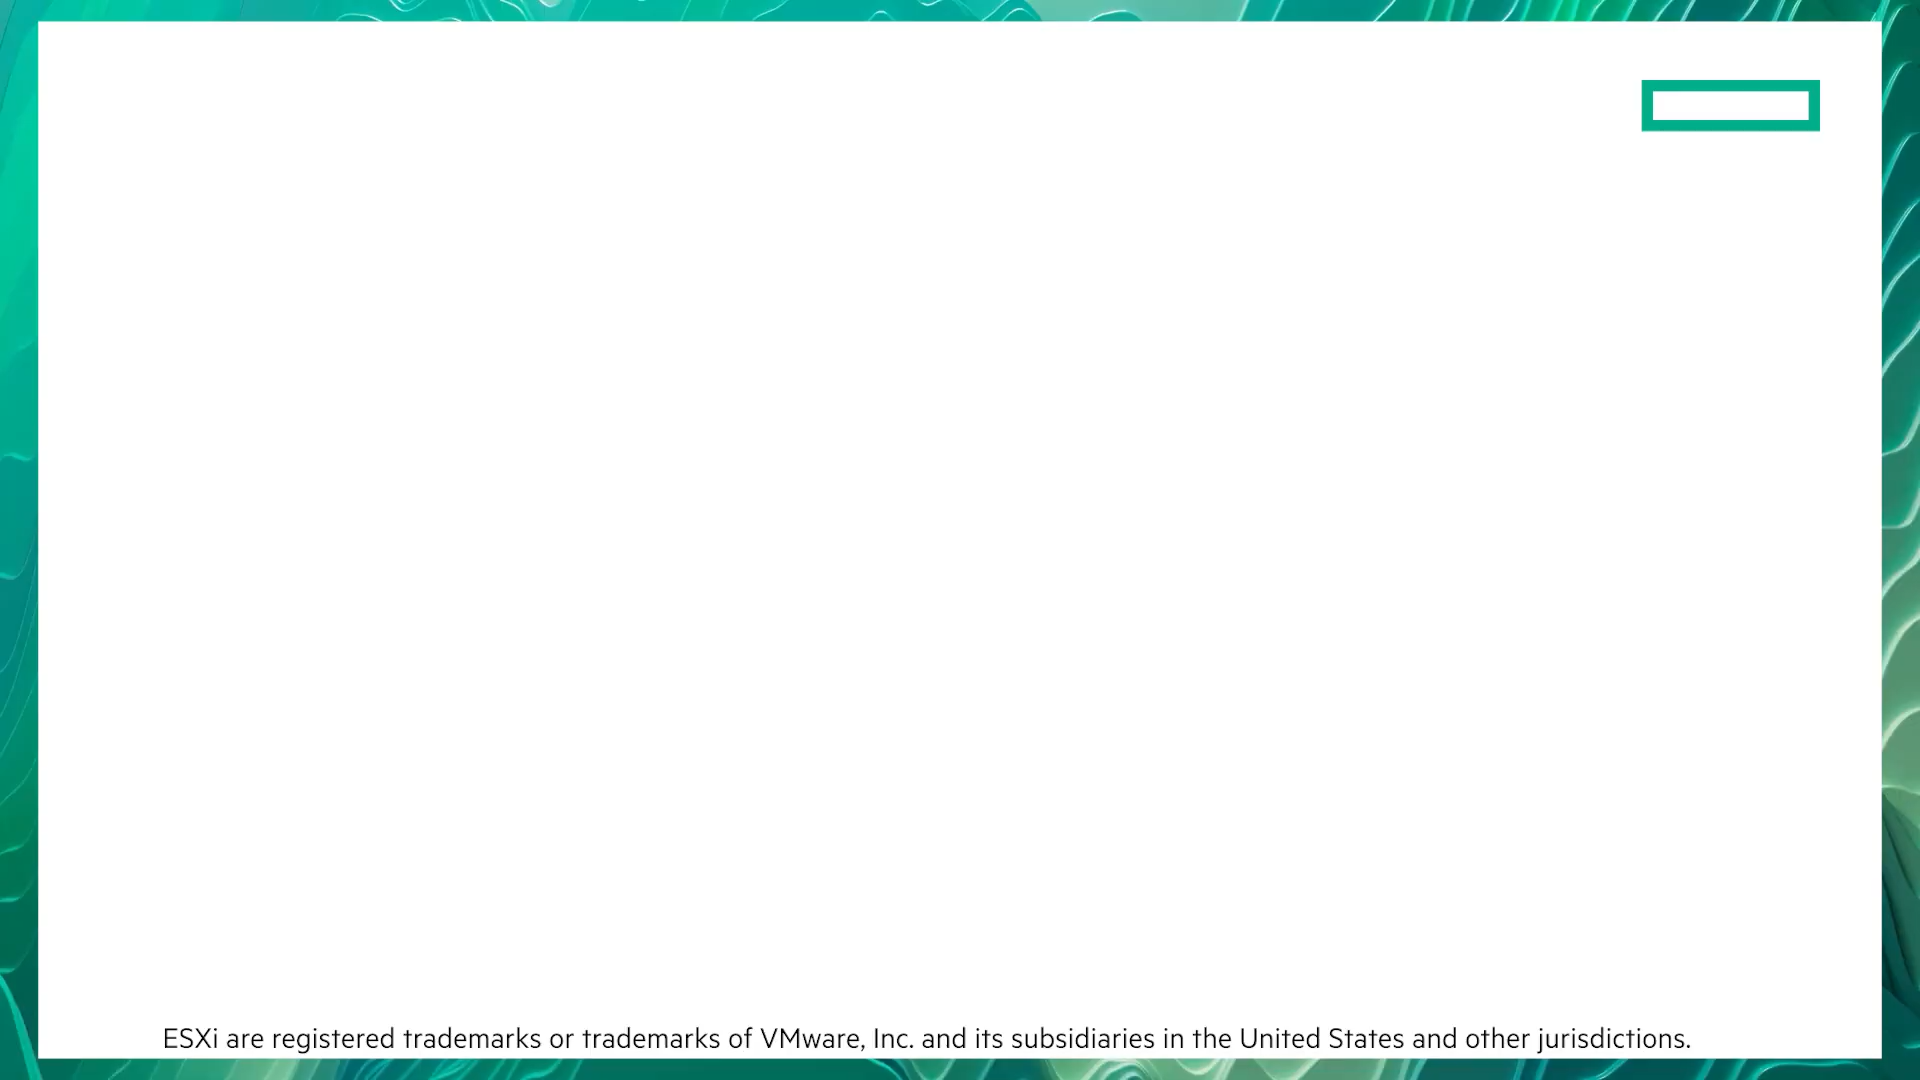 ESXi are registered trademarks or trademarks of VMware, Inc. and its subsidiaries in the United States and other jurisdictions.